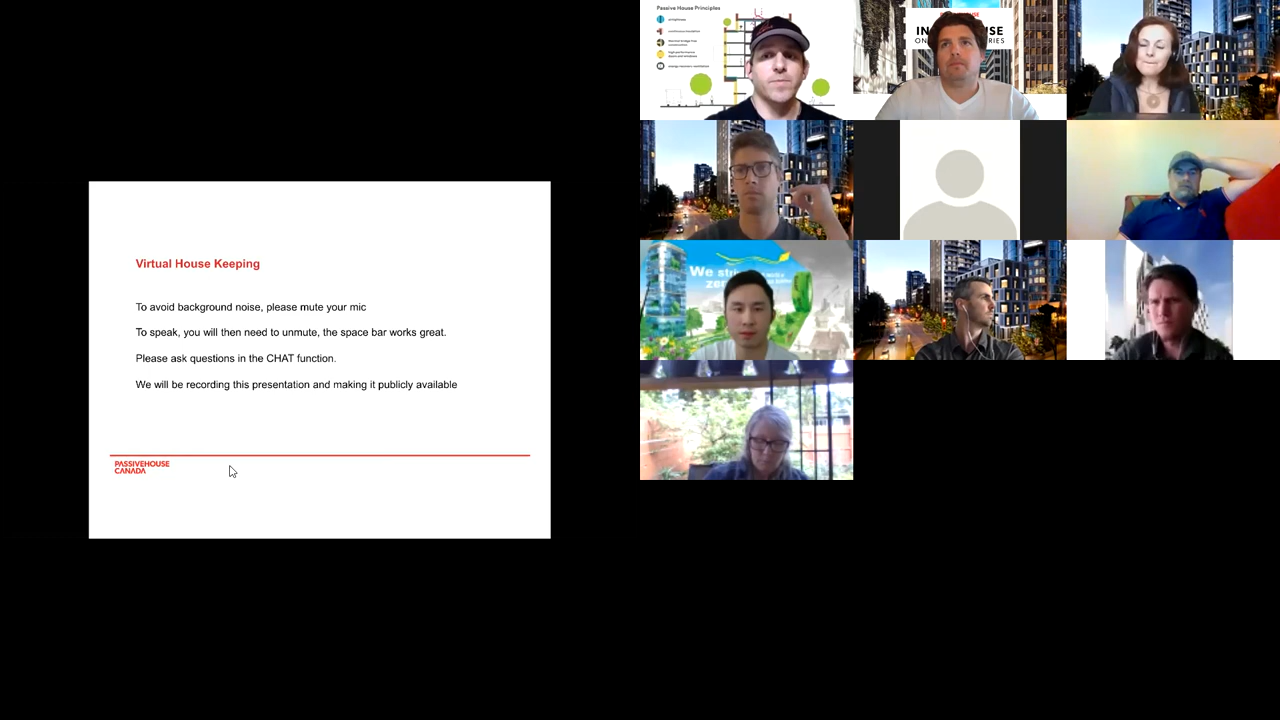 Virtual House Keeping
To avoid background noise, please mute your mic
To speak, you will then need to unmute, the space bar works great.
Please ask questions in the CHAT function.
We will be recording this presentation and making it publicly available
PASSIVEHOUSE
CANADA
Passive House Principles